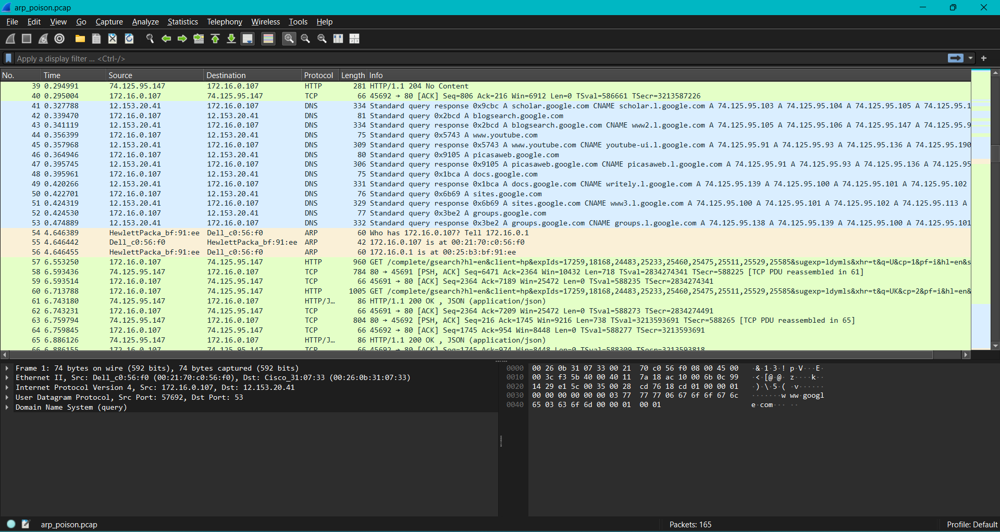 arp_poison.pcap
File Edit View Go Capture Analyze Statistics Telephony Wireless Tools Help
Apply a display filter ... <Ctrl-/>
No. Time Source Destination Protocol Length Info
39 0.294991 74.125.95.147 172.16.0.107 HTTP 281 HTTP/1.1 204 No Content
40 0.295004 172.16.0.107 74.125.95.147 TCP 66 45692 → 80 [ACK] Seq=806 Ack=216 Win=6912 Len=0 TSval=586661 TSecr=3213587226
41 0.327788 12.153.20.41 172.16.0.107 DNS 334 Standard query response 0x9cbc A scholar.google.com CNAME scholar.l.google.com A 74.125.95.103 A 74.125.95.104 A 74.125.95.105 A 74.125.95.1
42 0.339470 172.16.0.107 12.153.20.41 DNS 81 Standard query 0x2bcd A blogsearch.google.com
43 0.341119 12.153.20.41 172.16.0.107 DNS 334 Standard query response 0x2bcd A blogsearch.google.com CNAME www2.l.google.com A 74.125.95.105 A 74.125.95.106 A 74.125.95.147 A 74.125.95.9
44 0.356399 172.16.0.107 12.153.20.41 DNS 75 Standard query 0x5743 A www.youtube.com
45 0.357968 12.153.20.41 172.16.0.107 DNS 309 Standard query response 0x5743 A www.youtube.com CNAME youtube-ui.l.google.com A 74.125.95.91 A 74.125.95.93 A 74.125.95.136 A 74.125.95.190
46 0.364946 172.16.0.107 12.153.20.41 DNS 80 Standard query 0x9105 A picasaweb.google.com
47 0.395745 12.153.20.41 172.16.0.107 DNS 306 Standard query response 0x9105 A picasaweb.google.com CNAME picasaweb.l.google.com A 74.125.95.91 A 74.125.95.93 A 74.125.95.136 A 74.125.95
48 0.395961 172.16.0.107 12.153.20.41 DNS 75 Standard query 0x1bca A docs.google.com
49 0.420266 12.153.20.41 172.16.0.107 DNS 331 Standard query response 0x1bca A docs.google.com CNAME writely.l.google.com A 74.125.95.139 A 74.125.95.100 A 74.125.95.101 A 74.125.95.102
50 0.422701 172.16.0.107 12.153.20.41 DNS 76 Standard query 0x6b69 A sites.google.com
51 0.424319 12.153.20.41 172.16.0.107 DNS 329 Standard query response 0x6b69 A sites.google.com CNAME www3.l.google.com A 74.125.95.100 A 74.125.95.101 A 74.125.95.102 A 74.125.95.113 A
52 0.424530 172.16.0.107 12.153.20.41 DNS 77 Standard query 0x3be2 A groups.google.com
53 0.474889 12.153.20.41 172.16.0.107 DNS 332 Standard query response 0x3be2 A groups.google.com CNAME groups.l.google.com A 74.125.95.138 A 74.125.95.139 A 74.125.95.100 A 74.125.95.101
54 4.646389 HewlettPacka_bf:91:ee Dell_c0:56:f0 ARP 60 Who has 172.16.0.107? Tell 172.16.0.1
55 4.646442 Dell_c0:56:f0 HewlettPacka_bf:91:ee ARP 42 172.16.0.107 is at 00:21:70:c0:56:f0
56 4.646455 HewlettPacka_bf:91:ee Dell_c0:56:f0 ARP 60 172.16.0.1 is at 00:25:b3:bf:91:ee
57 6.553250 172.16.0.107 74.125.95.147 HTTP 960 GET /complete/gsearch?hl=en&client=hp&expIds=17259,18168,24483,25233,25460,25475,25511,25529,25585&sugexp=ldymls&xhr=t&q=U&cp=1&pf=i&hl=en&s
58 6.593436 74.125.95.147 172.16.0.107 TCP 784 80 → 45691 [PSH, ACK] Seq=6471 Ack=2364 Win=10432 Len=718 TSval=2834274341 TSecr=588225 [TCP PDU reassembled in 61]
59 6.593514 172.16.0.107 74.125.95.147 TCP 66 45691 → 80 [ACK] Seq=2364 Ack=7189 Win=25472 Len=0 TSval=588235 TSecr=2834274341
60 6.713788 172.16.0.107 74.125.95.147 HTTP 1005 GET /complete/gsearch?hl=en&client=hp&expIds=17259,18168,24483,25233,25460,25475,25511,25529,25585&sugexp=ldymls&xhr=t&q=UK&cp=2&pf=i&hl=en&
61 6.743180 74.125.95.147 172.16.0.107 HTTP/J… 86 HTTP/1.1 200 OK , JSON (application/json)
62 6.743231 172.16.0.107 74.125.95.147 TCP 66 45691 → 80 [ACK] Seq=2364 Ack=7209 Win=25472 Len=0 TSval=588273 TSecr=2834274491
63 6.759794 74.125.95.147 172.16.0.107 TCP 804 80 → 45692 [PSH, ACK] Seq=216 Ack=1745 Win=9216 Len=738 TSval=3213593691 TSecr=588265 [TCP PDU reassembled in 65]
64 6.759845 172.16.0.107 74.125.95.147 TCP 66 45692 → 80 [ACK] Seq=1745 Ack=954 Win=8448 Len=0 TSval=588277 TSecr=3213593691
65 6.886126 74.125.95.147 172.16.0.107 HTTP/J… 86 HTTP/1.1 200 OK , JSON (application/json)
66 6.886155 172.16.0.107 74.125.95.147 TCP 66 45692 → 80 [ACK] Seq=1745 Ack=974 Win=8448 Len=0 TSval=588309 TSecr=3213593818
Frame 1: 74 bytes on wire (592 bits), 74 bytes captured (592 bits)
Ethernet II, Src: Dell_c0:56:f0 (00:21:70:c0:56:f0), Dst: Cisco_31:07:33 (00:26:0b:31:07:33)
Internet Protocol Version 4, Src: 172.16.0.107, Dst: 12.153.20.41
User Datagram Protocol, Src Port: 57692, Dst Port: 53
Domain Name System (query)
0000 00 26 0b 31 07 33 00 21 70 c0 56 f0 08 00 45 00 ·&·1·3·! p·V···E·
0010 00 3c f3 5b 40 00 40 11 7a 18 ac 10 00 6b 0c 99 ·<·[@·@· z····k··
0020 14 29 e1 5c 00 35 00 28 cd 76 18 cd 01 00 00 01 ·)·\·5·( ·v······
0030 00 00 00 00 00 00 03 77 77 77 06 67 6f 6f 67 6c ·······w ww·googl
0040 65 03 63 6f 6d 00 00 01 00 01 e·com··· ··
arp_poison.pcap
Packets: 165
Profile: Default